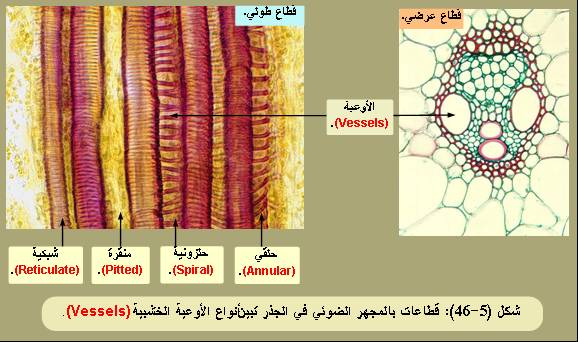 قطاع طولي.
قطاع عرضي.
الأوعية
(Vessels).
شبكية
(Reticulate).
منقرة
(Pitted).
حلزونية
(Spiral).
حلقي
(Annular).
شكل (5-46): قطاعات بالمجهر الضوئي في الجذر تبين أنواع الأوعية الخشبية (Vessels).